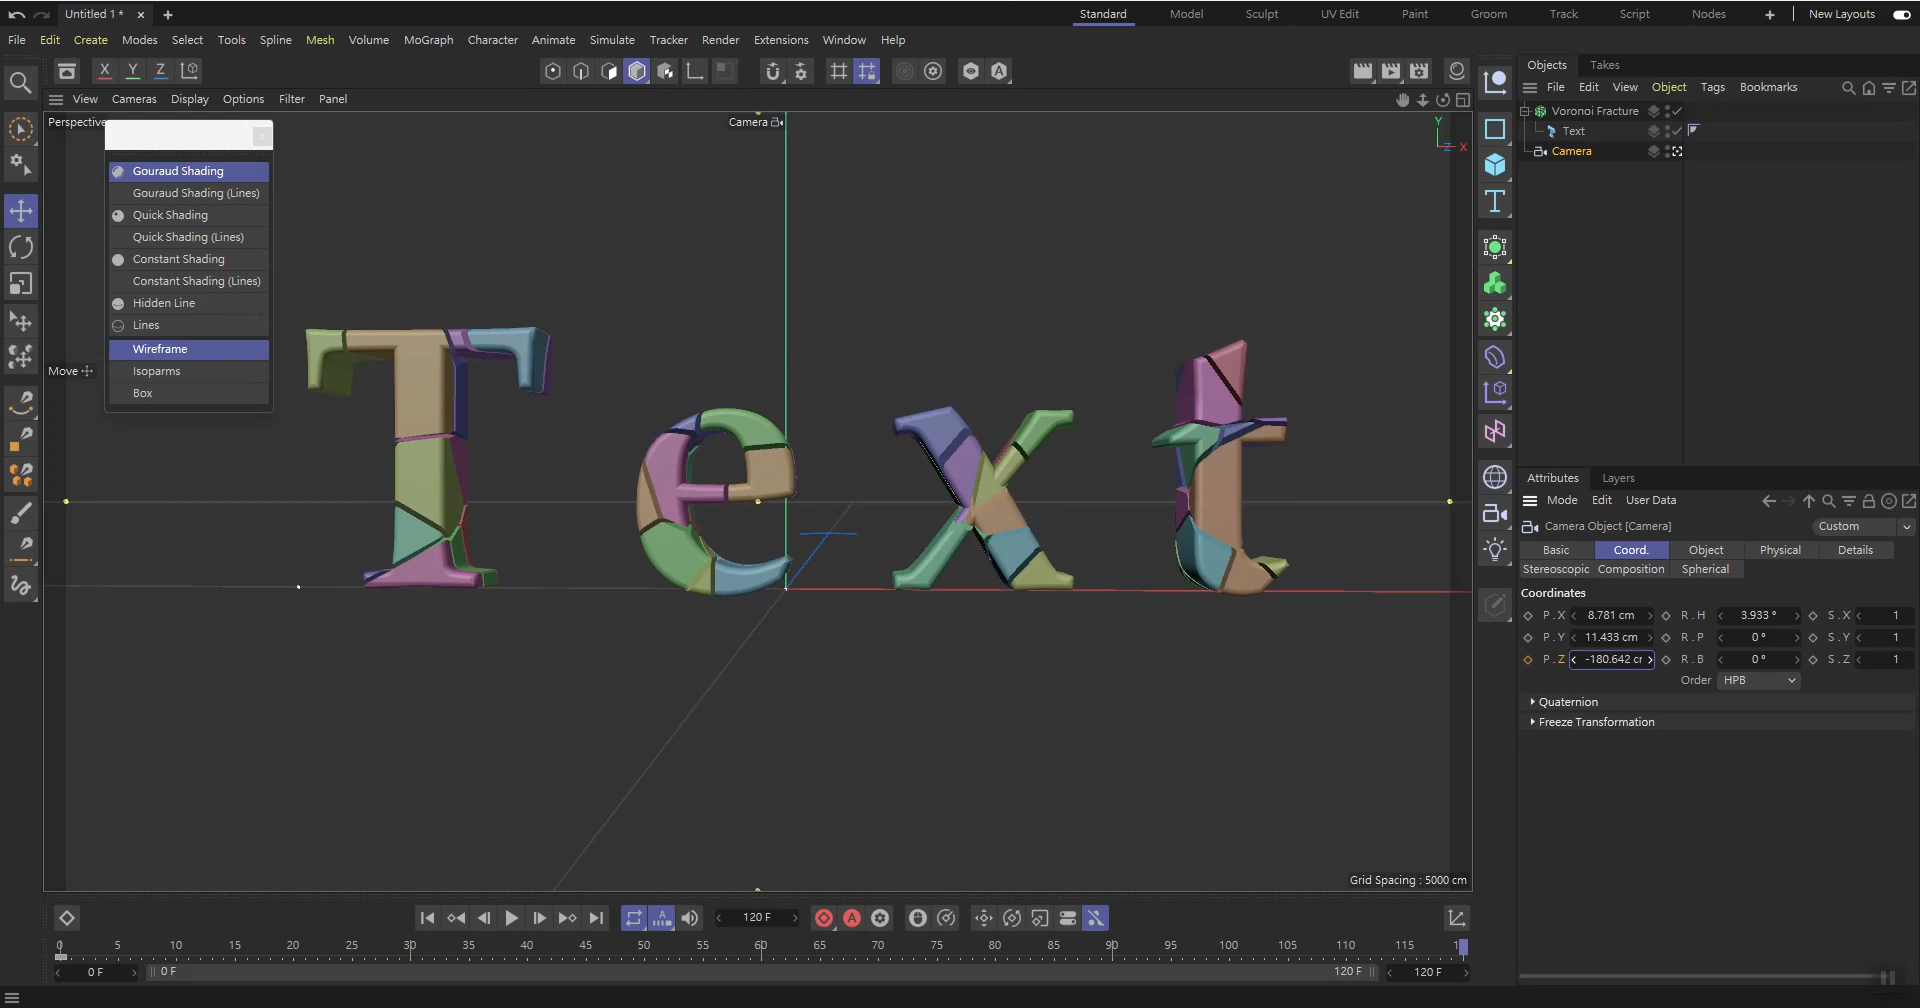 Untitled 1 *
Standard Model Sculpt UV Edit Paint Groom Track Script Nodes New Layouts
File Edit Create Modes Select Tools Spline Mesh Volume MoGraph Character Animate Simulate Tracker Render Extensions Window Help
X Y Z
View Cameras Display Options Filter Panel
Perspective
Camera
Gouraud Shading
Gouraud Shading (Lines)
Quick Shading
Quick Shading (Lines)
Constant Shading
Constant Shading (Lines)
Hidden Line
Lines
Wireframe
Isoparms
Box
Move
Text
Y
Z X
Grid Spacing : 5000 cm
Objects Takes
File Edit View Object Tags Bookmarks
Voronoi Fracture
Text
Camera
Attributes Layers
Mode Edit User Data
Camera Object [Camera]
Custom
Basic Coord. Object Physical Details
Stereoscopic Composition Spherical
Coordinates
P . X 8.781 cm R . H 3.933 ° S . X 1
P . Y 11.433 cm R . P 0 ° S . Y 1
P . Z -180.642 cr R . B 0 ° S . Z 1
Order HPB
Quaternion
Freeze Transformation
120 F
0 5 10 15 20 25 30 35 40 45 50 55 60 65 70 75 80 85 90 95 100 105 110 115 1
0 F 0 F 120 F 120 F